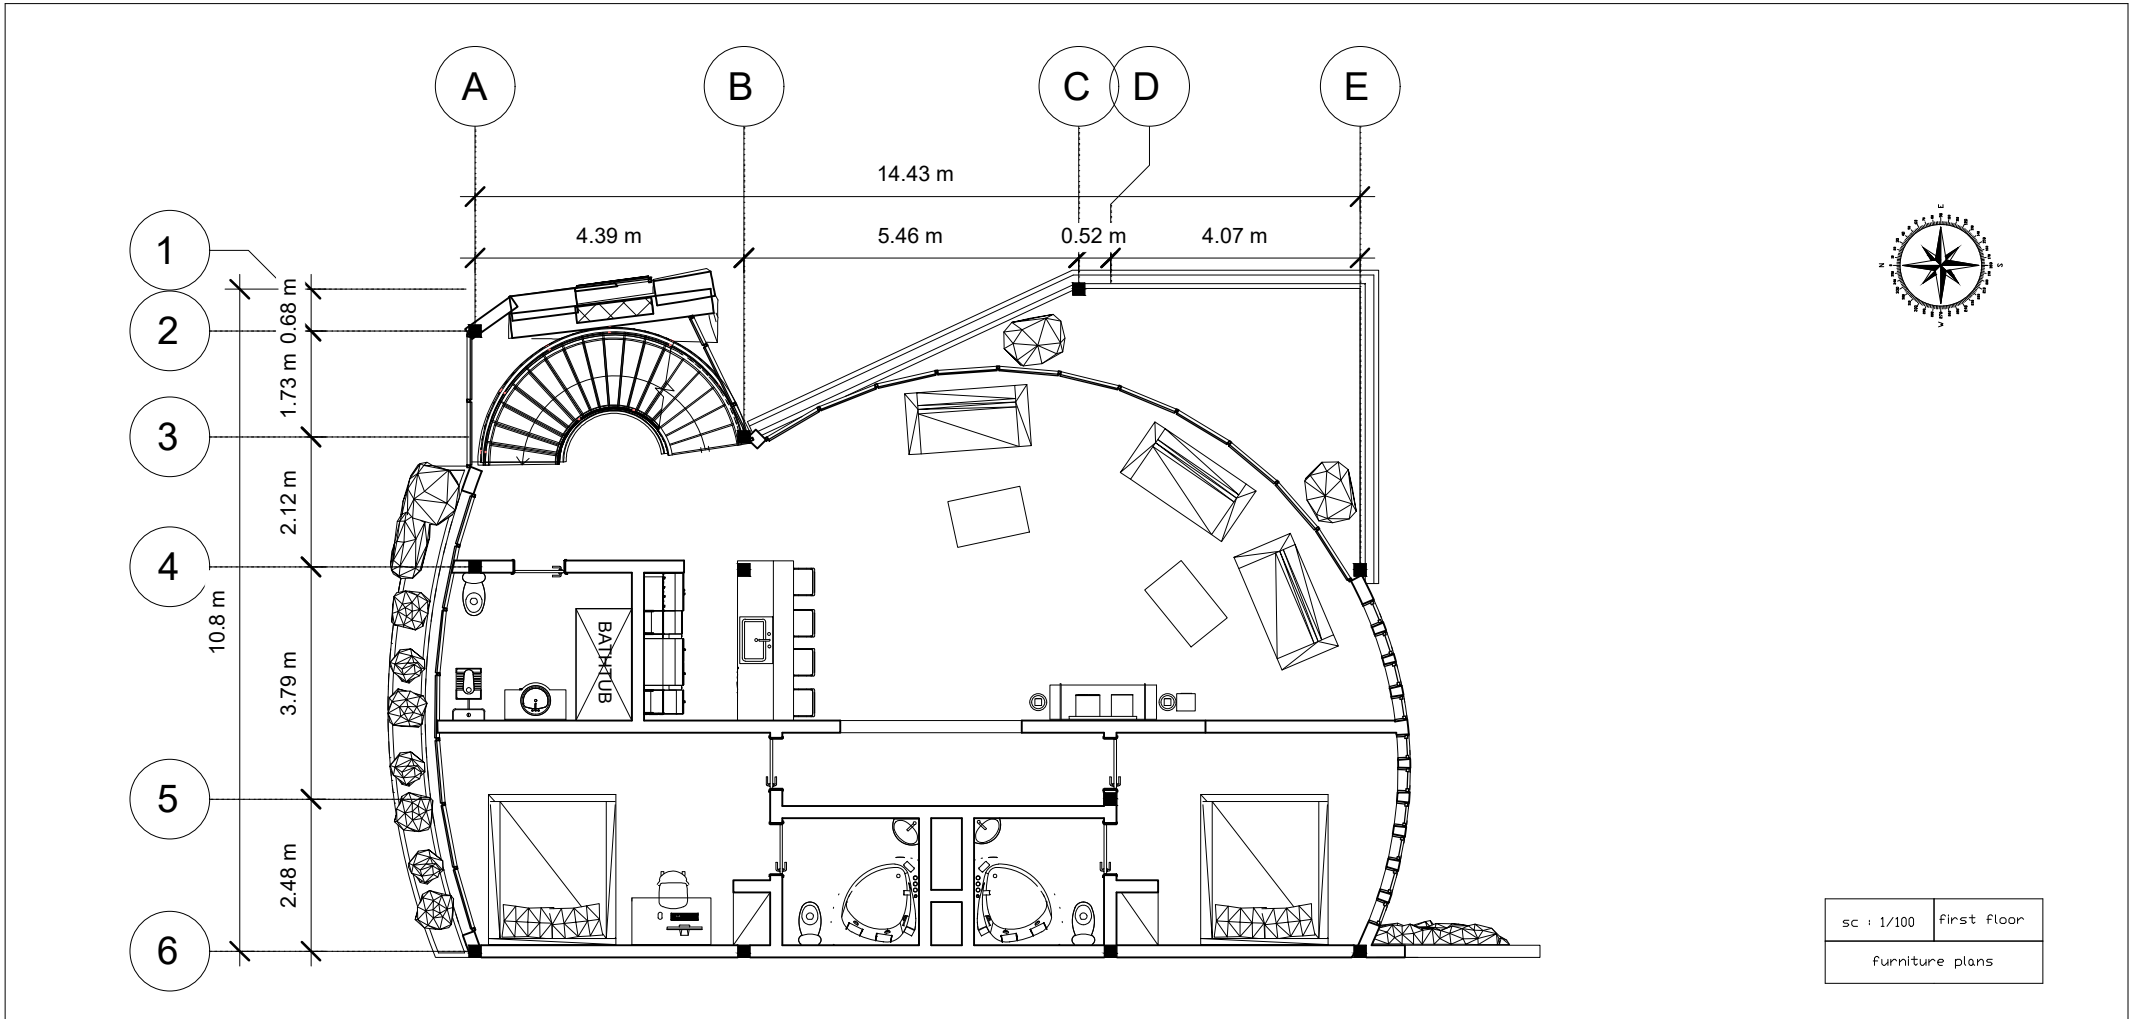 A
B
C
D
E
14.43 m
4.39 m
5.46 m
0.52 m
4.07 m
1
2
3
4
5
6
0.68 m
1.73 m
2.12 m
3.79 m
2.48 m
10.8 m
BATHTUB
E
N
S
W
sc : 1/100
first floor
furniture plans